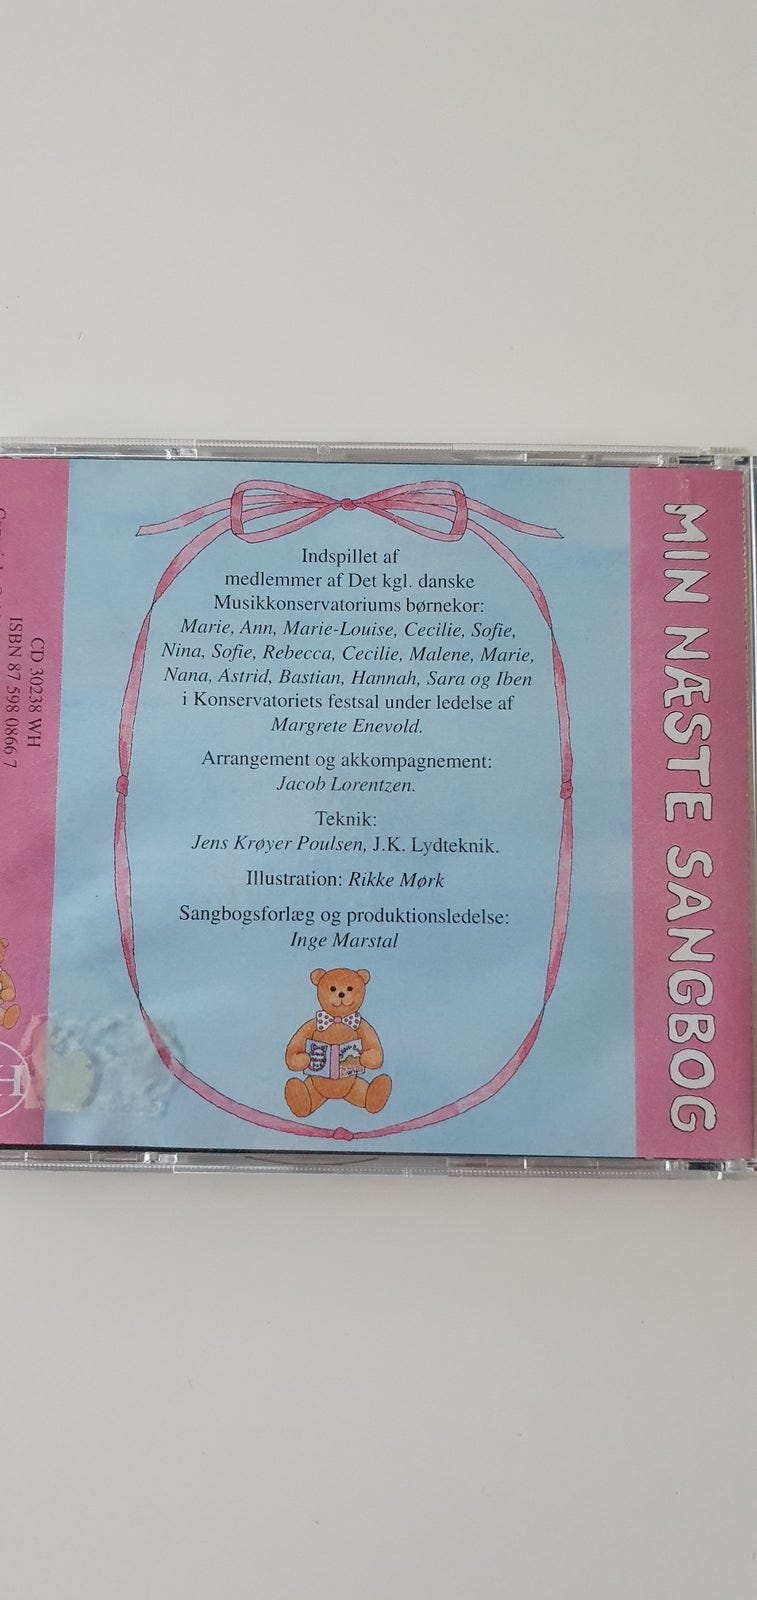 Indspillet af
medlemmer af Det kgl. danske
Musikkonservatoriums børnekor:
Marie, Ann, Marie-Louise, Cecilie, Sofie,
Nina, Sofie, Rebecca, Cecilie, Malene, Marie,
Nana, Astrid, Bastian, Hannah, Sara og Iben
i Konservatoriets festsal under ledelse af
Margrete Enevold.
Arrangement og akkompagnement:
Jacob Lorentzen.
Teknik:
Jens Krøyer Poulsen, J.K. Lydteknik.
Illustration: Rikke Mørk
Sangbogsforlæg og produktionsledelse:
Inge Marstal
MIN NÆSTE SANGBOG
CD 30238 WH
ISBN 87 598 0866 7